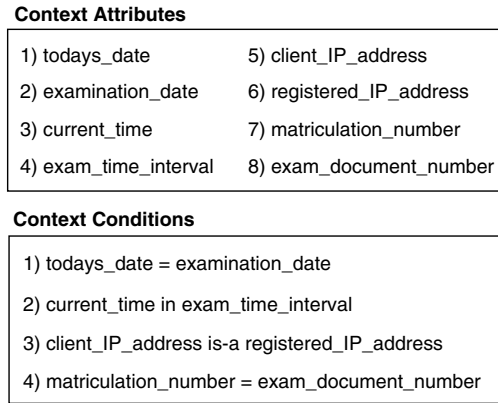 Context Attributes
1) todays_date
2) examination_date
3) current_time
4) exam_time_interval
5) client_IP_address
6) registered_IP_address
7) matriculation_number
8) exam_document_number
Context Conditions
1) todays_date = examination_date
2) current_time in exam_time_interval
3) client_IP_address is-a registered_IP_address
4) matriculation_number = exam_document_number